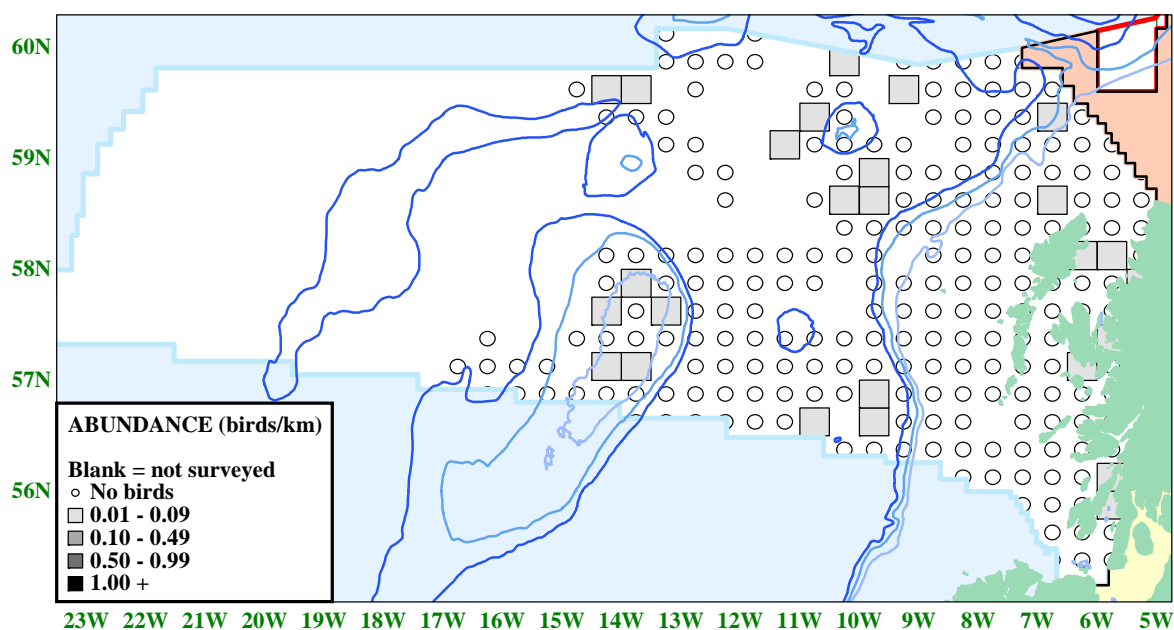 60N
59N
58N
57N
56N
ABUNDANCE (birds/km)
Blank = not surveyed
No birds
0.01 - 0.09
0.10 - 0.49
0.50 - 0.99
1.00 +
23W 22W 21W 20W 19W 18W 17W 16W 15W 14W 13W 12W 11W 10W 9W 8W 7W 6W 5W